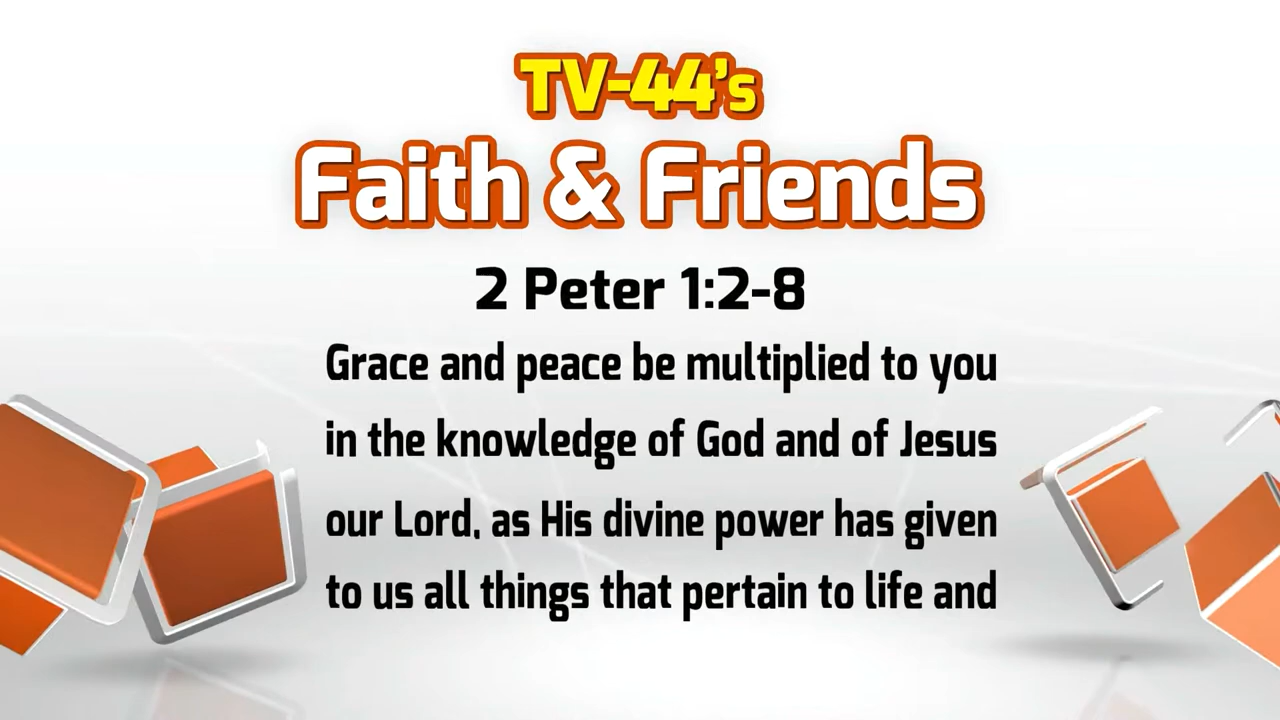 TV-44's
Faith & Friends
2 Peter 1:2-8
Grace and peace be multiplied to you
in the knowledge of God and of Jesus
our Lord, as His divine power has given
to us all things that pertain to life and